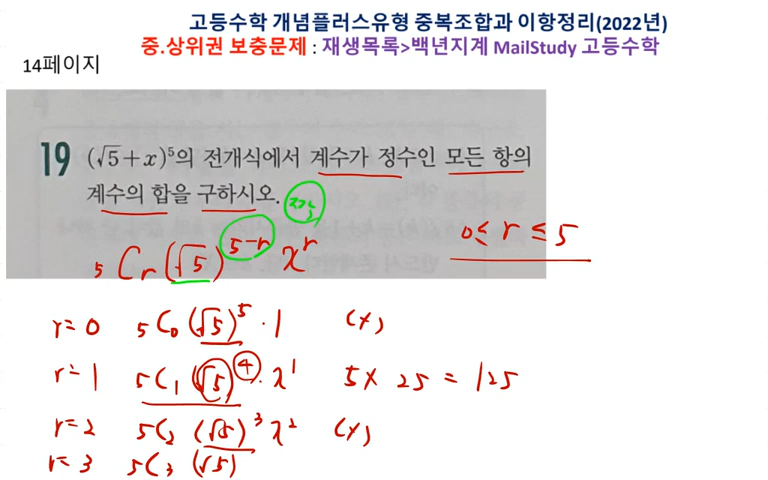 고등수학 개념플러스유형 중복조합과 이항정리(2022년)
중.상위권 보충문제 : 재생목록>백년지계 MailStudy 고등수학
14페이지
19 (√5+x)⁵의 전개식에서 계수가 정수인 모든 항의
계수의 합을 구하시오.
₅Cr (√5)^(5-r) x^r 0≤ r ≤ 5
r=0 ₅C₀ (√5)⁵ · 1 (x)
r=1 ₅C₁ (√5)⁴ · x¹ 5 × 25 = 125
r=2 ₅C₂ (√5)³ x² (x)
r=3 ₅C₃ (√5)